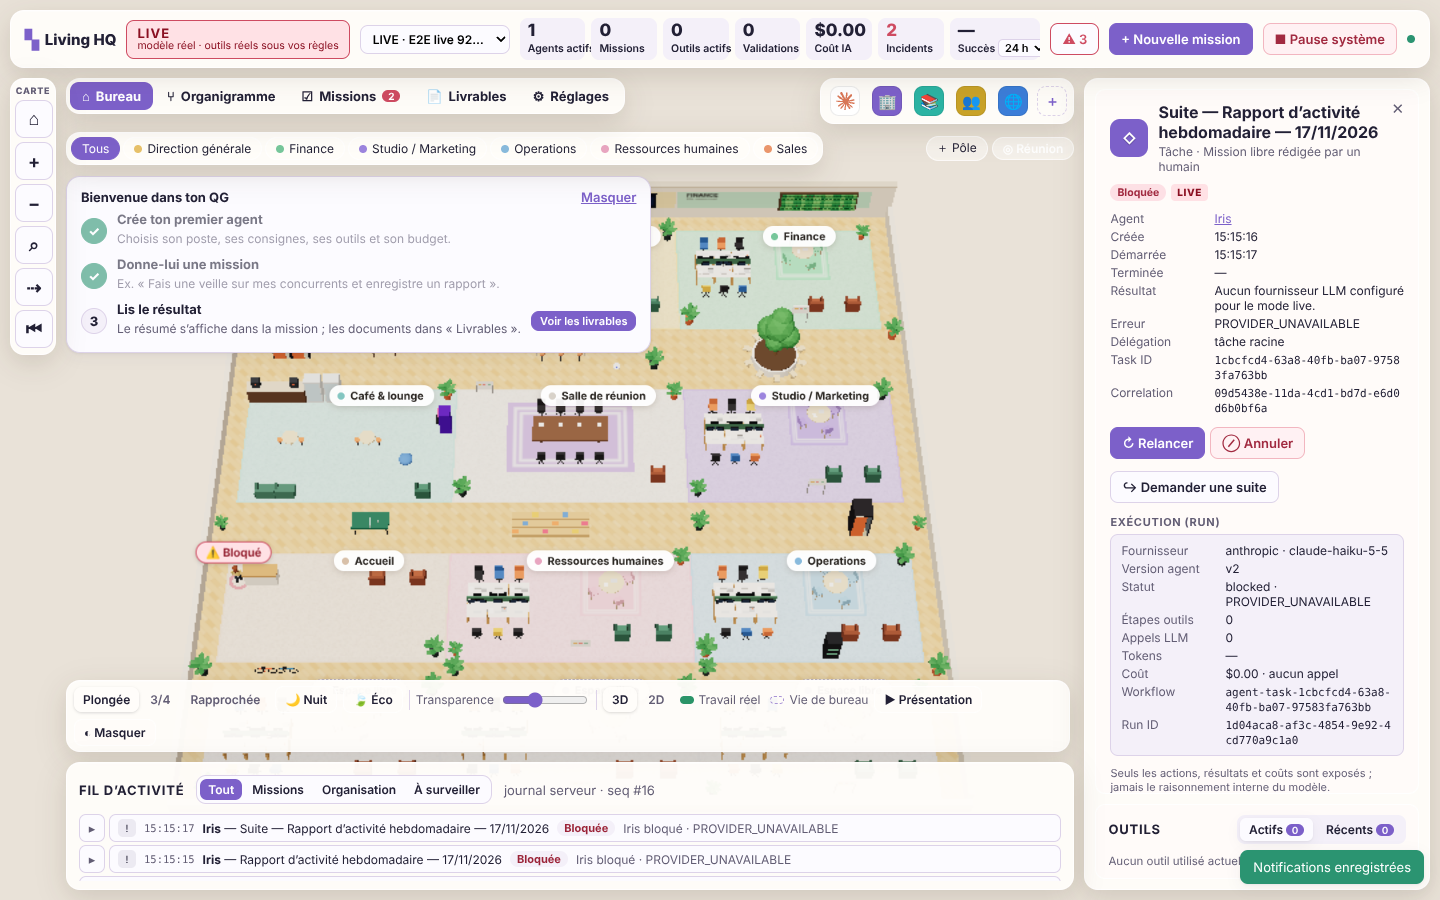 Living HQ
LIVE
modèle réel · outils réels sous vos règles
LIVE · E2E live 92...
1
Agents actifs
0
Missions
0
Outils actifs
0
Validations
$0.00
Coût IA
2
Incidents
—
Succès 24 h
⚠ 3
+ Nouvelle mission
Pause système
CARTE
Bureau
Organigramme
Missions 2
Livrables
Réglages
Tous
Direction générale
Finance
Studio / Marketing
Operations
Ressources humaines
Sales
+ Pôle
Réunion
Bienvenue dans ton QG
Masquer
Crée ton premier agent
Choisis son poste, ses consignes, ses outils et son budget.
Donne-lui une mission
Ex. « Fais une veille sur mes concurrents et enregistre un rapport ».
3
Lis le résultat
Le résumé s’affiche dans la mission ; les documents dans « Livrables ».
Voir les livrables
FINANCE
Finance
Café & lounge
Salle de réunion
Studio / Marketing
⚠ Bloqué
Accueil
Ressources humaines
Operations
Plongée
3/4
Rapprochée
Nuit
Éco
Transparence
3D
2D
Travail réel
Vie de bureau
Présentation
Masquer
FIL D’ACTIVITÉ
Tout
Missions
Organisation
À surveiller
journal serveur · seq #16
! 15:15:17 Iris — Suite — Rapport d’activité hebdomadaire — 17/11/2026 Bloquée Iris bloqué · PROVIDER_UNAVAILABLE
! 15:15:15 Iris — Rapport d’activité hebdomadaire — 17/11/2026 Bloquée Iris bloqué · PROVIDER_UNAVAILABLE
Suite — Rapport d’activité
hebdomadaire — 17/11/2026
Tâche · Mission libre rédigée par un
humain
Bloquée LIVE
Agent Iris
Créée 15:15:16
Démarrée 15:15:17
Terminée —
Résultat Aucun fournisseur LLM configuré
pour le mode live.
Erreur PROVIDER_UNAVAILABLE
Délégation tâche racine
Task ID 1cbcfcd4-63a8-40fb-ba07-9758
3fa763bb
Correlation 09d5438e-11da-4cd1-bd7d-e6d0
d6b0bf6a
Relancer
Annuler
Demander une suite
EXÉCUTION (RUN)
Fournisseur anthropic · claude-haiku-5-5
Version agent v2
Statut blocked ·
PROVIDER_UNAVAILABLE
Étapes outils 0
Appels LLM 0
Tokens —
Coût $0.00 · aucun appel
Workflow agent-task-1cbcfcd4-63a8-
40fb-ba07-97583fa763bb
Run ID 1d04aca8-af3c-4854-9e92-4
cd770a9c1a0
Seuls les actions, résultats et coûts sont exposés ;
jamais le raisonnement interne du modèle.
OUTILS
Actifs 0
Récents 0
Aucun outil utilisé actuel
Notifications enregistrées